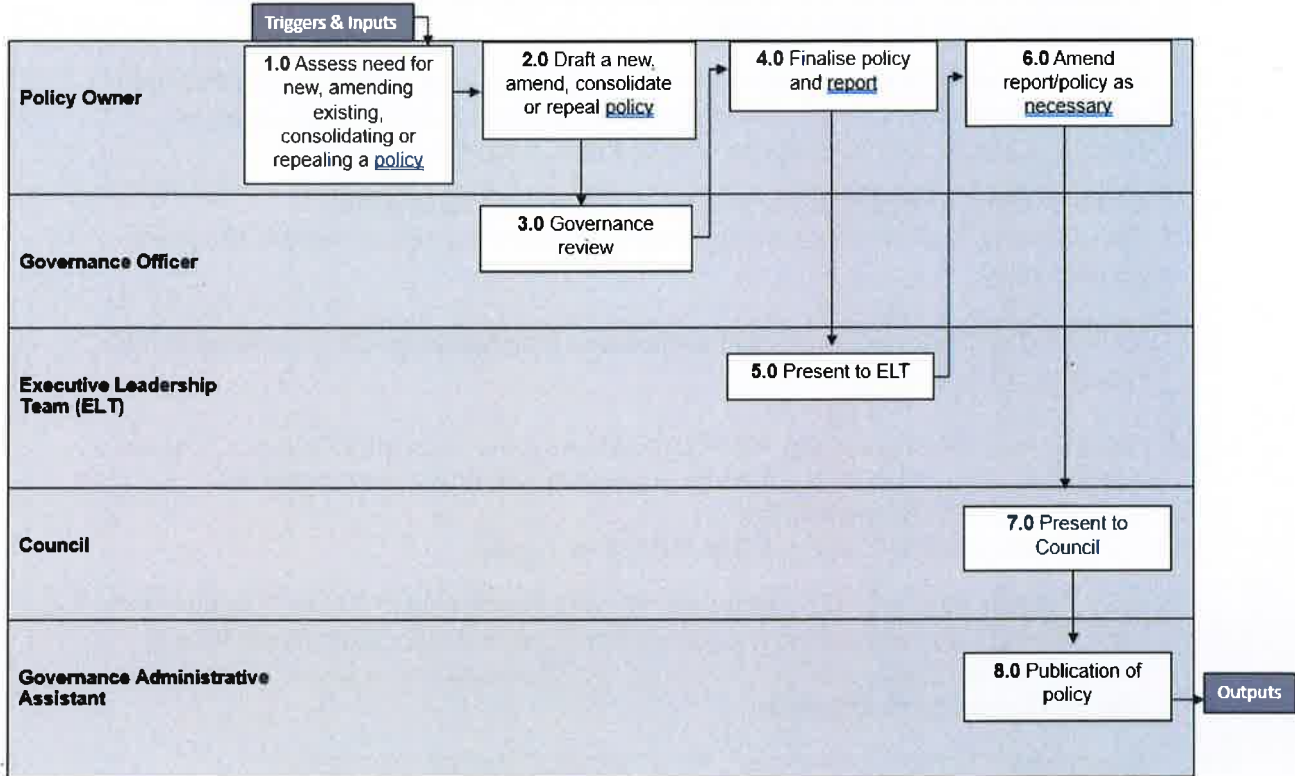 Triggers & Inputs
Policy Owner
1.0 Assess need for
new, amending
existing,
consolidating or
repealing a policy
2.0 Draft a new,
amend, consolidate
or repeal policy
4.0 Finalise policy
and report
6.0 Amend
report/policy as
necessary
Governance Officer
3.0 Governance
review
Executive Leadership
Team (ELT)
5.0 Present to ELT
Council
7.0 Present to
Council
Governance Administrative
Assistant
8.0 Publication of
policy
Outputs